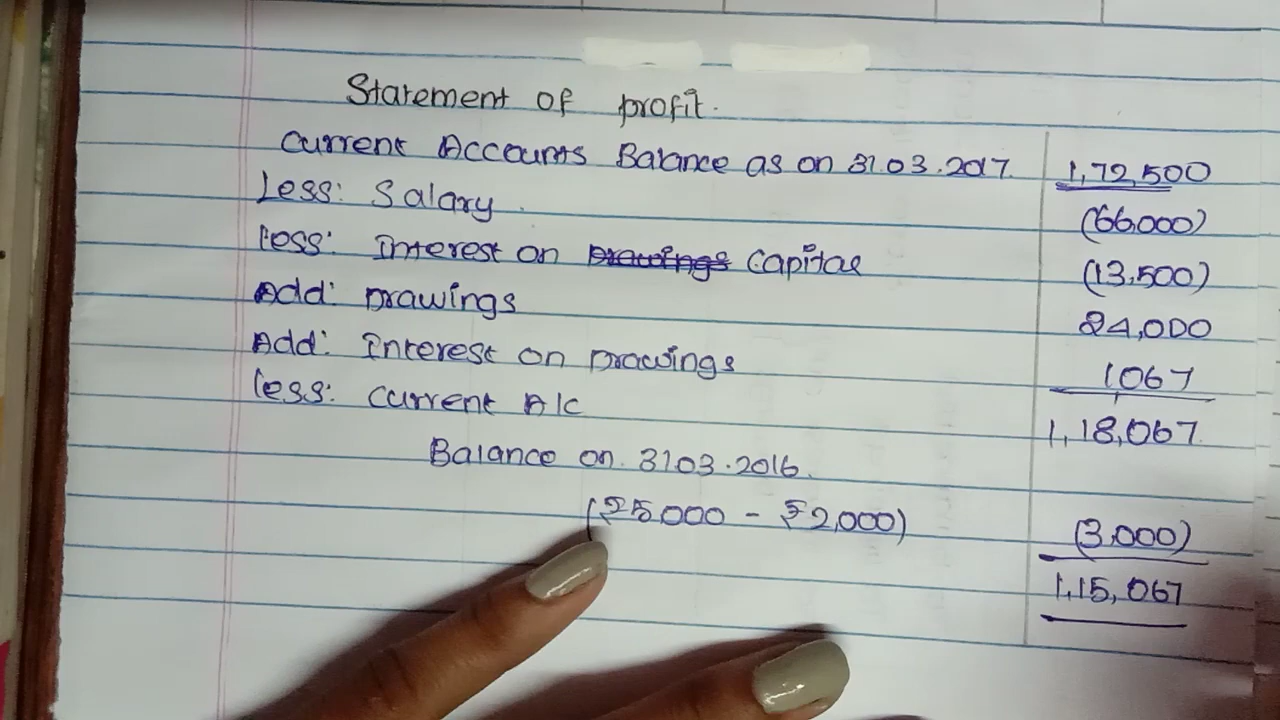 Statement of profit.
Current Accounts Balance as on 31.03.2017. 1,72,500
Less: Salary (66,000)
Less: Interest on Drawings Capital (13,500)
Add: Drawings 24,000
Add: Interest on Drawings 1,067
Less: Current A/C 1,18,067
Balance on 31.03.2016.
(₹5,000 - ₹2,000) (3,000)
1,15,067